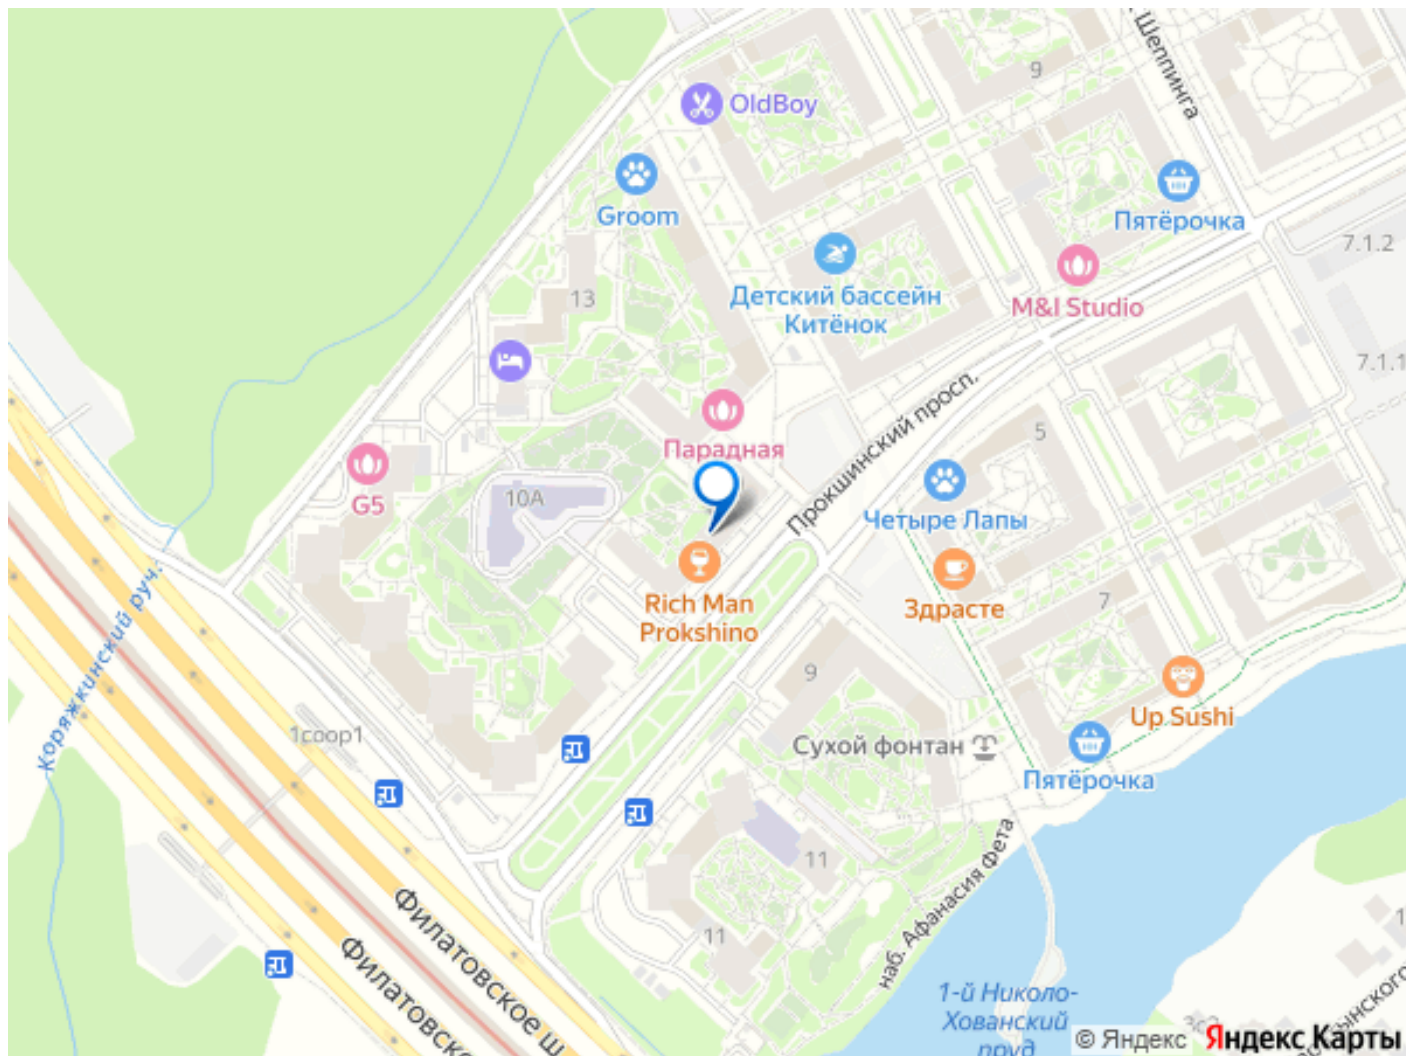 Шеппинга
9
OldBoy
Groom
Пятёрочка
7.1.2
13
Детский бассейн
Китёнок
M&I Studio
7.1.1
Прокшинский просп.
Парадная
5
G5
10А
Четыре Лапы
Rich Man
Prokshino
Здрасте
7
Коряжкинский руч.
9
Up Sushi
1соор1
Сухой фонтан
Пятёрочка
11
11
наб. Афанасия Фета
Филатовское ш.
Филатовско
1-й Николо-
Хованский
пруд
© Яндекс
Яндекс Карты